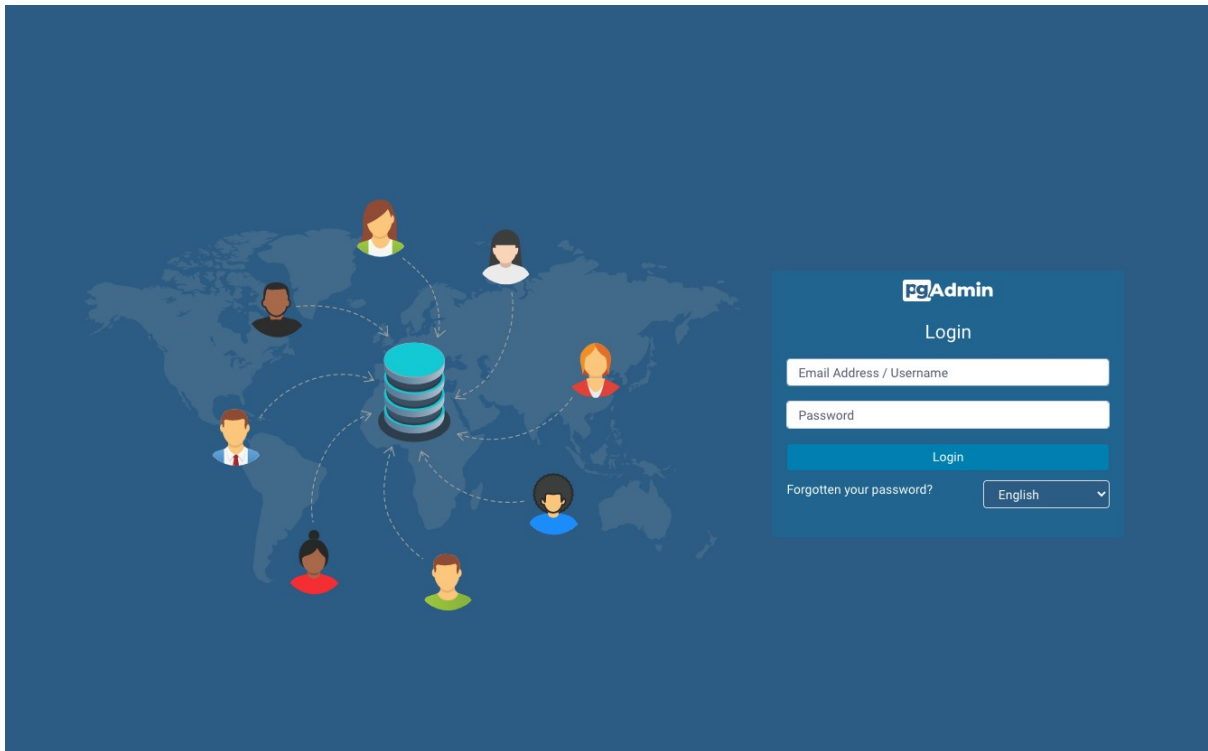 pgAdmin
Login
Email Address / Username
Password
Login
Forgotten your password?
English